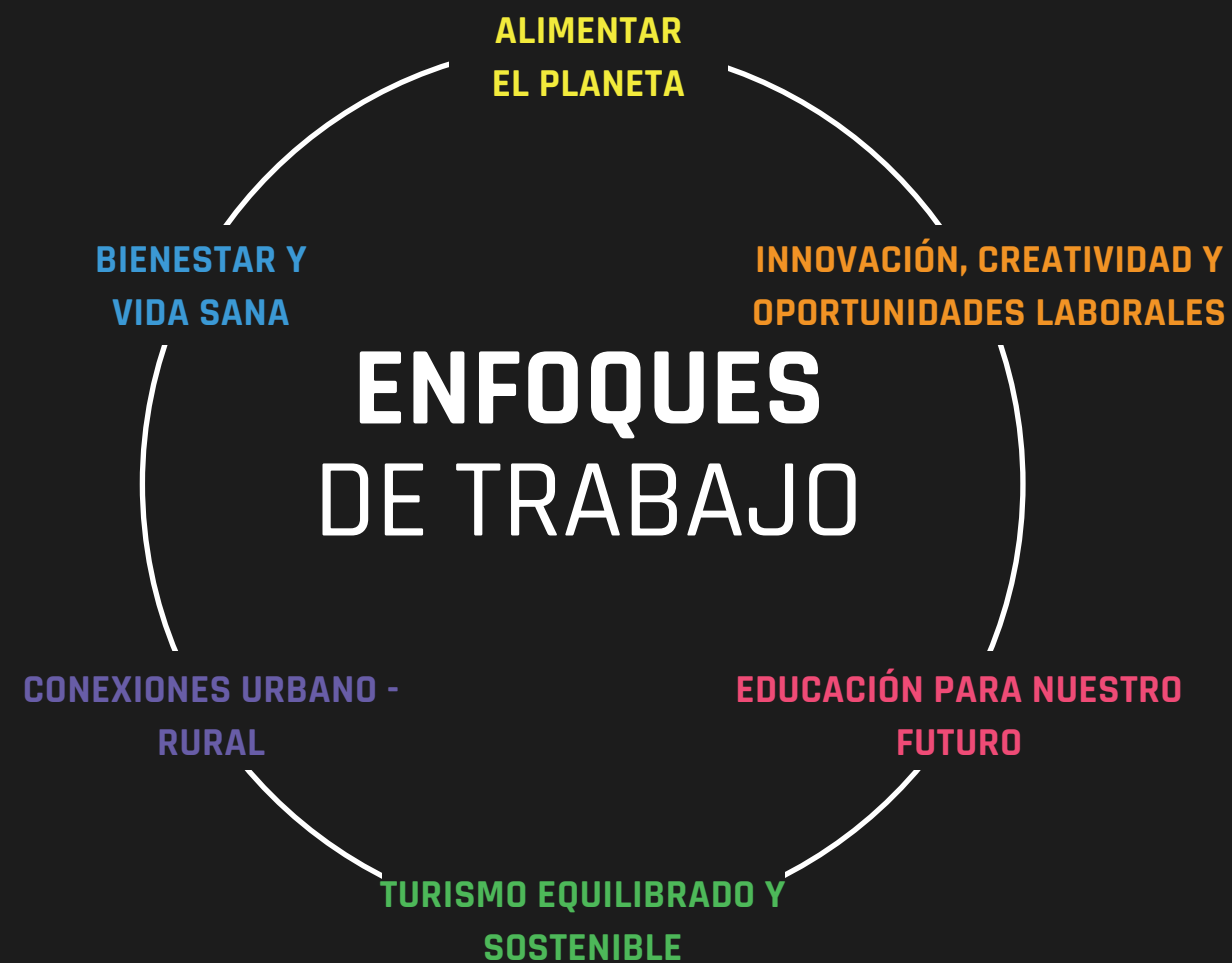 ALIMENTAR
EL PLANETA
BIENESTAR Y
VIDA SANA
INNOVACIÓN, CREATIVIDAD Y
OPORTUNIDADES LABORALES
ENFOQUES
DE TRABAJO
CONEXIONES URBANO -
RURAL
EDUCACIÓN PARA NUESTRO
FUTURO
TURISMO EQUILIBRADO Y
SOSTENIBLE